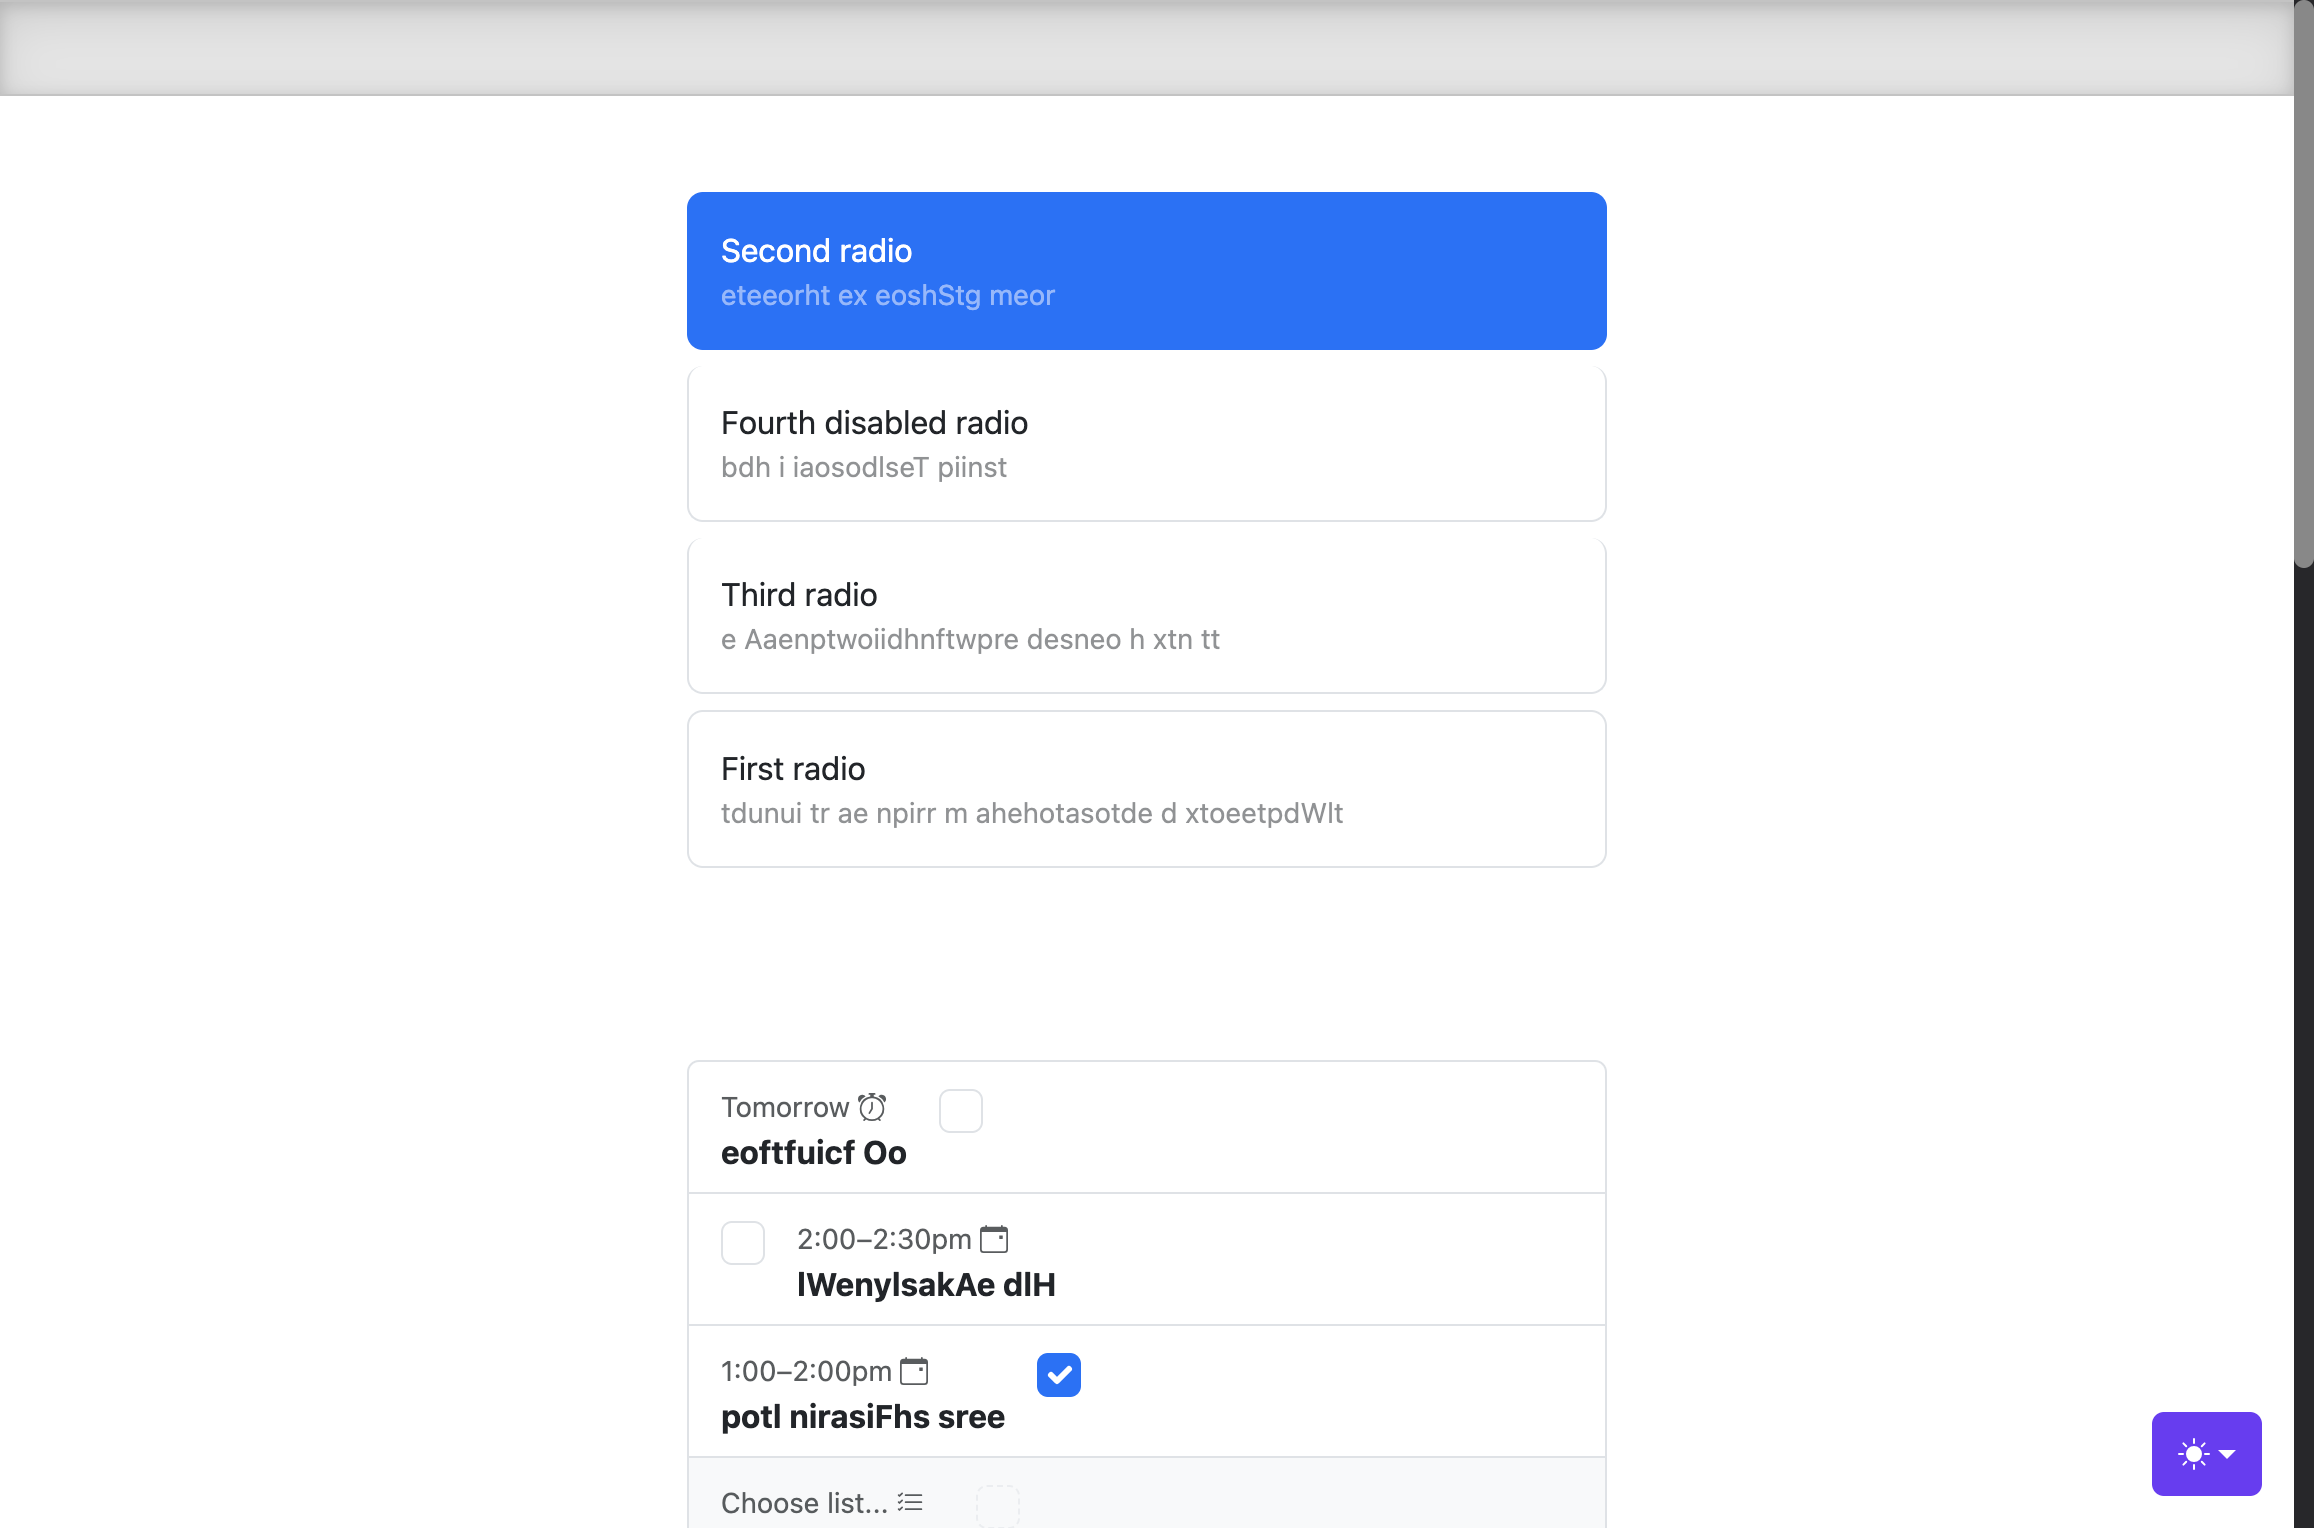 Second radio
eteeorht ex eoshStg meor
Fourth disabled radio
bdh i iaosodlseT piinst
Third radio
e Aaenptwoiidhnftwpre desneo h xtn tt
First radio
tdunui tr ae npirr m ahehotasotde d xtoeetpdWlt
Tomorrow
eoftfuicf Oo
2:00–2:30pm
lWenylsakAe dlH
1:00–2:00pm
potl nirasiFhs sree
Choose list...